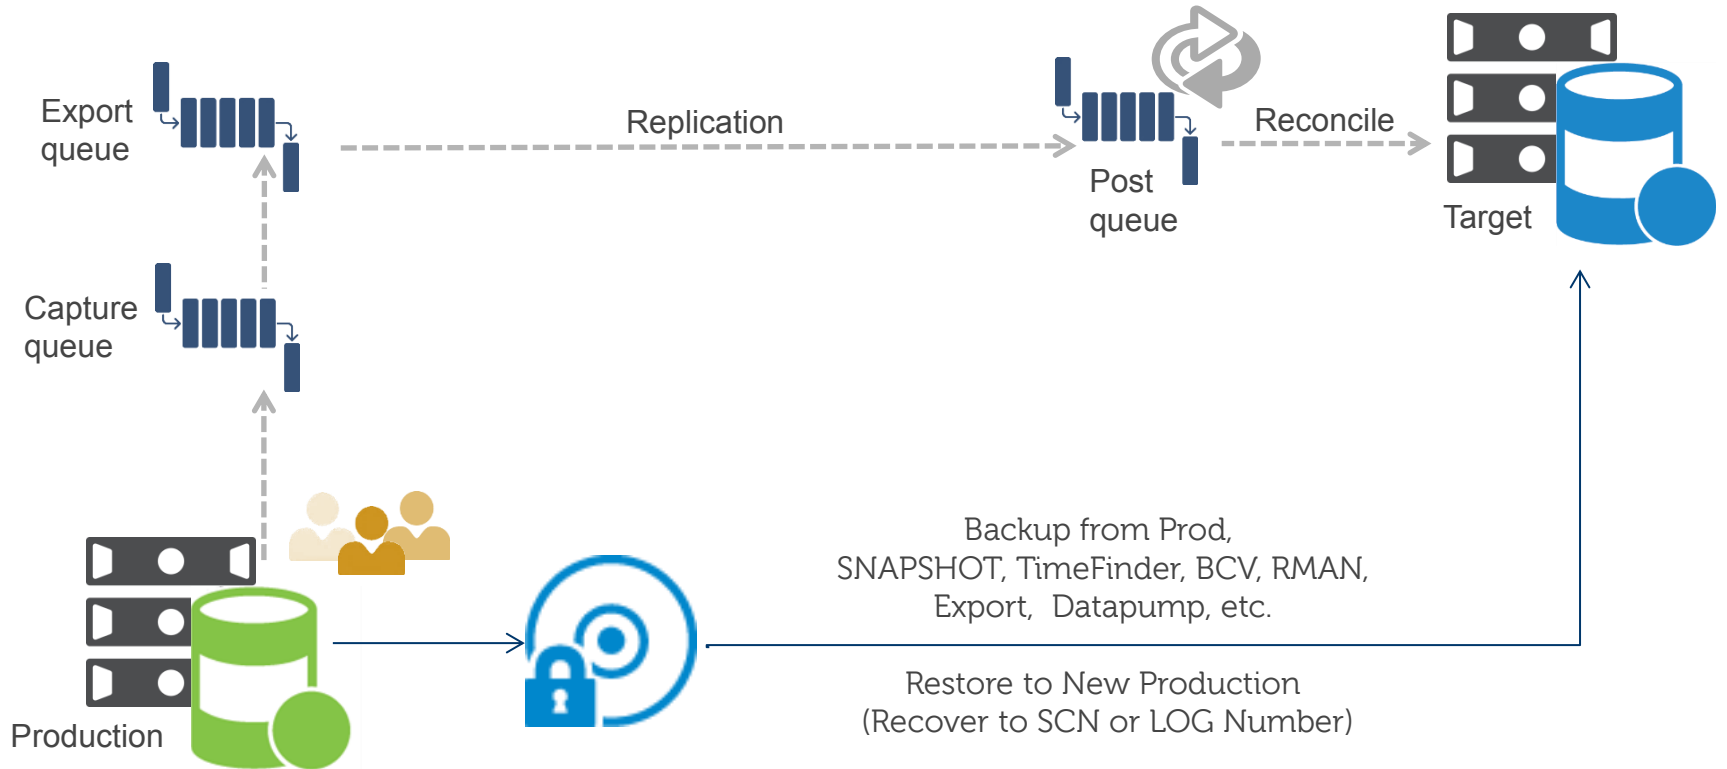 Export
queue
Replication
Reconcile
Post
queue
Target
Capture
queue
Backup from Prod,
SNAPSHOT, TimeFinder, BCV, RMAN,
Export,  Datapump, etc.
Restore to New Production
(Recover to SCN or LOG Number)
Production